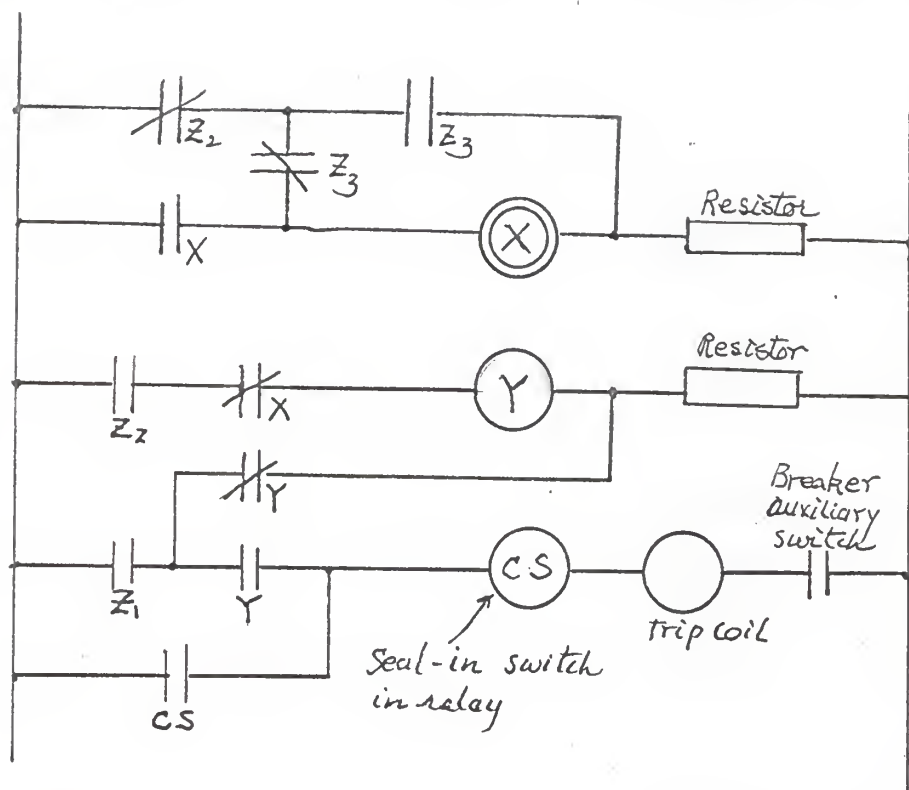 Z2
Z3
Z3
X
X
Resistor
Z2
X
Y
Resistor
Y
Breaker
auxiliary
switch
Z1
Y
CS
Trip coil
Seal-in switch
in relay
CS